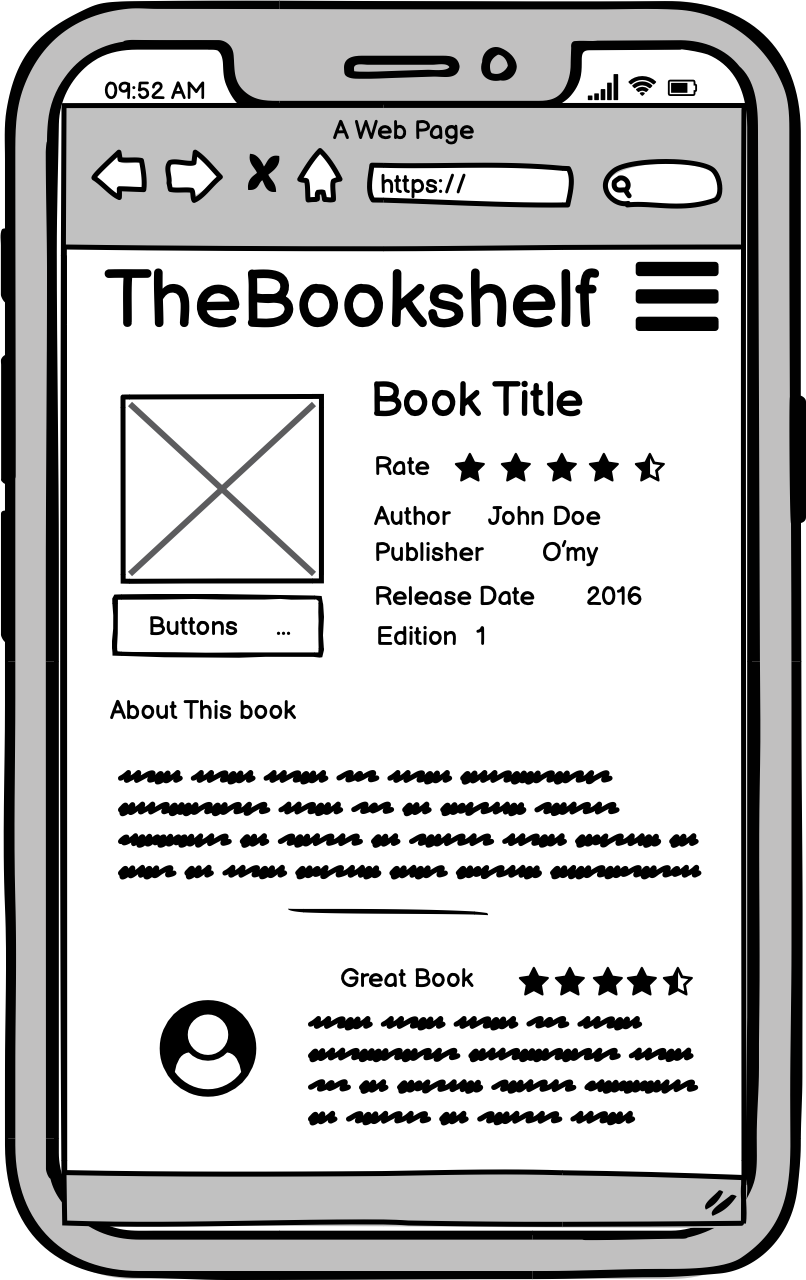 09:52 AM
A Web Page
https://
TheBookshelf
Book Title
Rate
Author John Doe
Publisher O'my
Release Date 2016
Edition 1
Buttons ...
About This book
Great Book